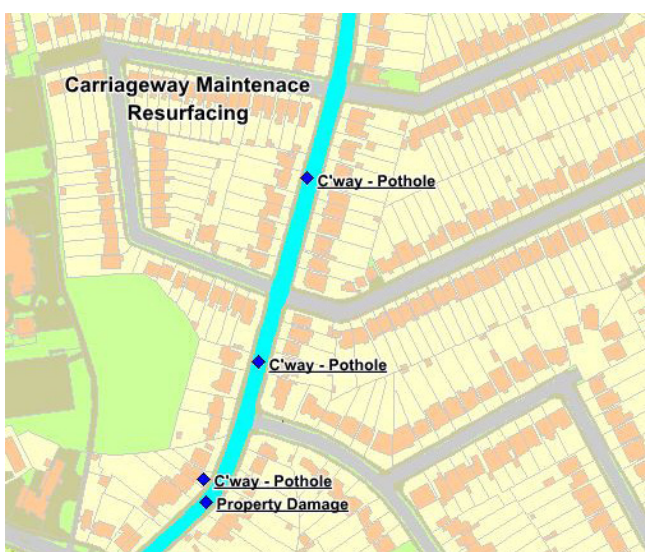 Carriageway Maintenace
Resurfacing
C'way - Pothole
C'way - Pothole
C'way - Pothole
Property Damage